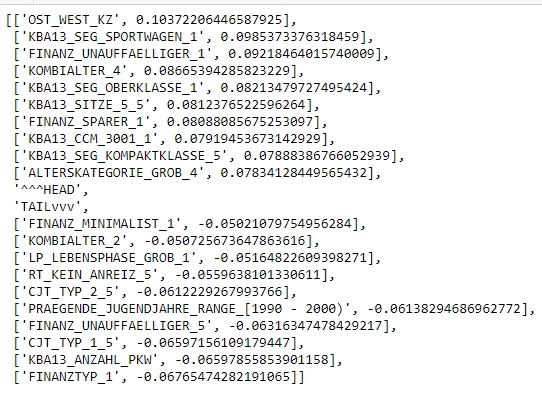 [['OST_WEST_KZ', 0.10372206446587925],
['KBA13_SEG_SPORTWAGEN_1', 0.0985373376318459],
['FINANZ_UNAUFFAELLIGER_1', 0.09218464015740009],
['KOMBIALTER_4', 0.08665394285823229],
['KBA13_SEG_OBERKLASSE_1', 0.08213479727495424],
['KBA13_SITZE_5_5', 0.0812376522596264],
['FINANZ_SPARER_1', 0.08088085675253097],
['KBA13_CCM_3001_1', 0.07919453673142929],
['KBA13_SEG_KOMPAKTKLASSE_5', 0.07888386766052939],
['ALTERSKATEGORIE_GROB_4', 0.07834128449565432],
'^^^HEAD',
'TAILvvv',
['FINANZ_MINIMALIST_1', -0.05021079754956284],
['KOMBIALTER_2', -0.050725673647863616],
['LP_LEBENSPHASE_GROB_1', -0.05164822609398271],
['RT_KEIN_ANREIZ_5', -0.0559638101330611],
['CJT_TYP_2_5', -0.0612229267993766],
['PRAEGENDE_JUGENDJAHRE_RANGE_[1990 - 2000)', -0.06138294686962772],
['FINANZ_UNAUFFAELLIGER_5', -0.06316347478429217],
['CJT_TYP_1_5', -0.06597156109179447],
['KBA13_ANZAHL_PKW', -0.06597855853901158],
['FINANZTYP_1', -0.06765474282191065]]